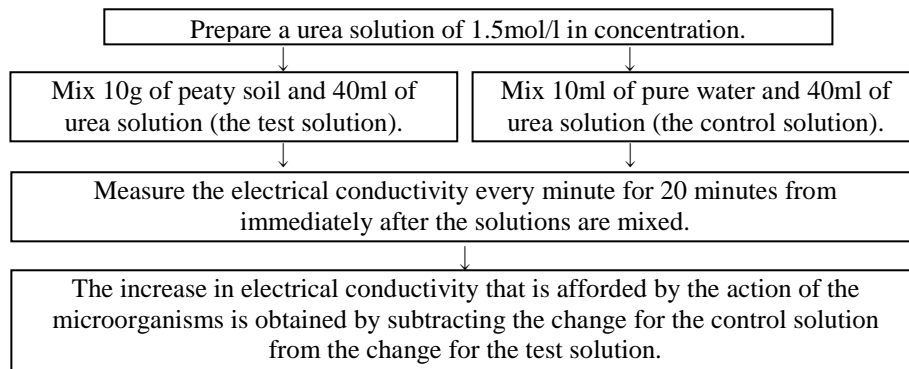 Prepare a urea solution of 1.5mol/l in concentration.
Mix 10g of peaty soil and 40ml of
urea solution (the test solution).
Mix 10ml of pure water and 40ml of
urea solution (the control solution).
Measure the electrical conductivity every minute for 20 minutes from
immediately after the solutions are mixed.
The increase in electrical conductivity that is afforded by the action of the
microorganisms is obtained by subtracting the change for the control solution
from the change for the test solution.